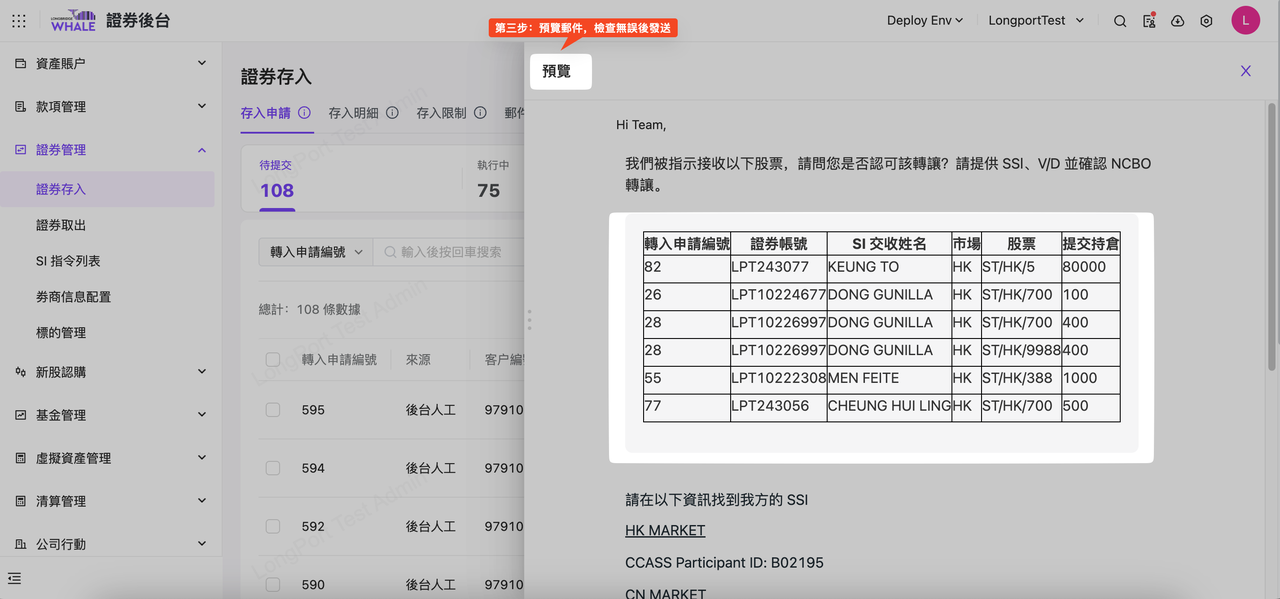 LONGBRIDGE
WHALE
證券後台
Deploy Env
LongportTest
L
第三步：預覽郵件，檢查無誤後發送
資產賬戶
款項管理
證券管理
證券存入
證券取出
SI 指令列表
券商信息配置
標的管理
新股認購
基金管理
虛擬資產管理
清算管理
公司行動
證券存入
存入申請
存入明細
存入限制
郵件
待提交
108
執行中
75
轉入申請編號
輸入後按回車搜索
總計：108 條數據
轉入申請編號 來源 客户編
595 後台人工 97910
594 後台人工 97910
592 後台人工 97910
590 後台人工 97910
LongPort Test Admin
LongPort Test Admin
LongPort Test Admin
預覽
Hi Team,
我們被指示接收以下股票，請問您是否認可該轉讓？請提供 SSI、V/D 並確認 NCBO
轉讓。
轉入申請編號 證券帳號 SI 交收姓名 市場 股票 提交持倉
82 LPT243077 KEUNG TO HK ST/HK/5 80000
26 LPT10224677 DONG GUNILLA HK ST/HK/700 100
28 LPT10226997 DONG GUNILLA HK ST/HK/700 400
28 LPT10226997 DONG GUNILLA HK ST/HK/9988 400
55 LPT10222308 MEN FEITE HK ST/HK/388 1000
77 LPT243056 CHEUNG HUI LING HK ST/HK/700 500
請在以下資訊找到我方的 SSI
HK MARKET
CCASS Participant ID: B02195
CN MARKET